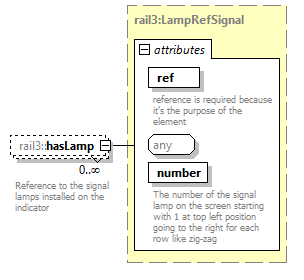 rail3:LampRefSignal
attributes
ref
reference is required because
it's the purpose of the
element
rail3::hasLamp
any
0..∞
number
Reference to the signal
lamps installed on the
indicator
The number of the signal
lamp on the screen starting
with 1 at top left position
going to the right for each
row like zig-zag